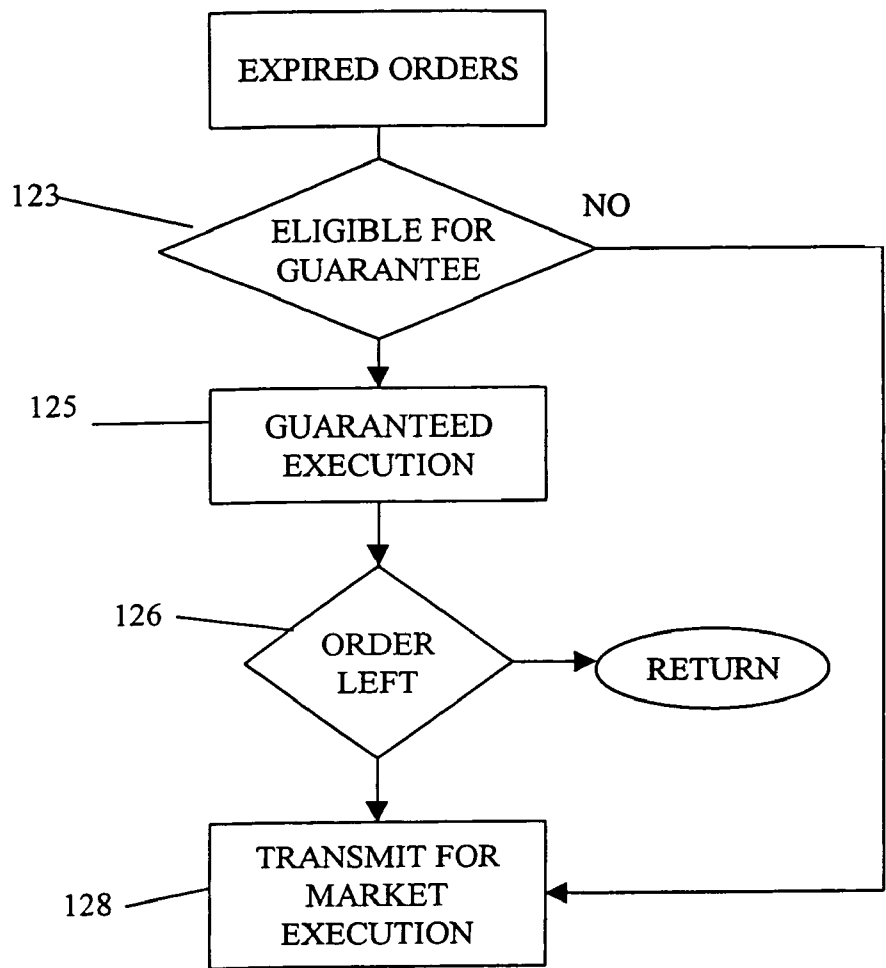 EXPIRED ORDERS
123
NO
ELIGIBLE FOR
GUARANTEE
125
GUARANTEED
EXECUTION
126
ORDER
LEFT
RETURN
TRANSMIT FOR
MARKET
128
EXECUTION